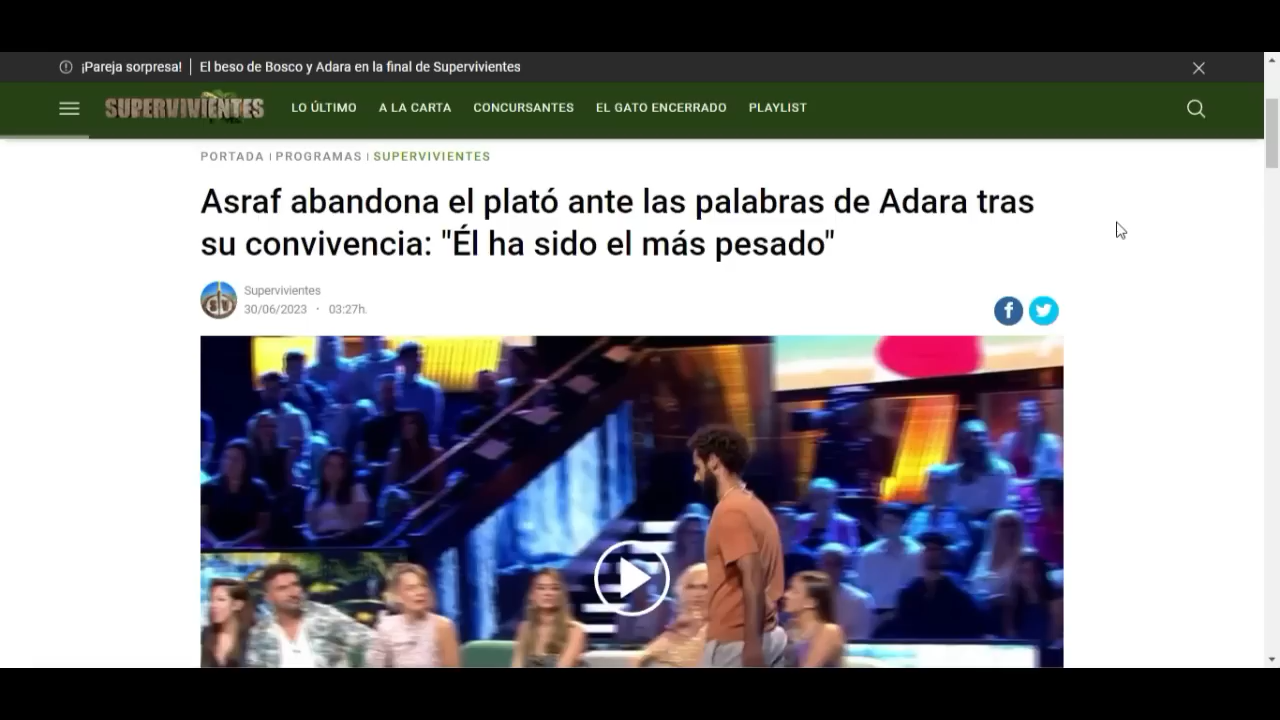 ¡Pareja sorpresa! | El beso de Bosco y Adara en la final de Supervivientes
SUPERVIVIENTES LO ÚLTIMO A LA CARTA CONCURSANTES EL GATO ENCERRADO PLAYLIST
PORTADA | PROGRAMAS | SUPERVIVIENTES
Asraf abandona el plató ante las palabras de Adara tras
su convivencia: "Él ha sido el más pesado"
Supervivientes
30/06/2023 · 03:27h.